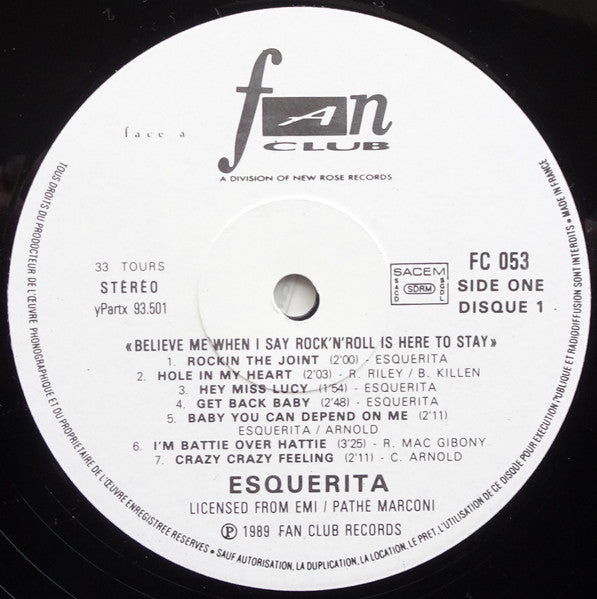 face a
fan
CLUB
A DIVISION OF NEW ROSE RECORDS
33 TOURS
STÉRÉO
yPartx 93.501
SACEM
SACD
SDRM
SGDL
FC 053
SIDE ONE
DISQUE 1
«BELIEVE ME WHEN I SAY ROCK'N'ROLL IS HERE TO STAY»
1. ROCKIN THE JOINT (2'00) - ESQUERITA
2. HOLE IN MY HEART (2'03) - R. RILEY / B. KILLEN
3. HEY MISS LUCY (1'54) - ESQUERITA
4. GET BACK BABY (2'48) - ESQUERITA
5. BABY YOU CAN DEPEND ON ME (2'11)
ESQUERITA / ARNOLD
6. I'M BATTIE OVER HATTIE (3'25) - R. MAC GIBONY
7. CRAZY CRAZY FEELING (2'11) - C. ARNOLD
ESQUERITA
LICENSED FROM EMI / PATHE MARCONI
℗ 1989 FAN CLUB RECORDS
TOUS DROITS DU PRODUCTEUR DE L'ŒUVRE PHONOGRAPHIQUE ET DU PROPRIETAIRE DE L'ŒUVRE ENREGISTREE RESERVES • SAUF AUTORISATION, LA DUPLICATION, LA LOCATION, LE PRET, L'UTILISATION DE CE DISQUE POUR EXECUTION PUBLIQUE ET RADIODIFFUSION SONT INTERDITS • MADE IN FRANCE